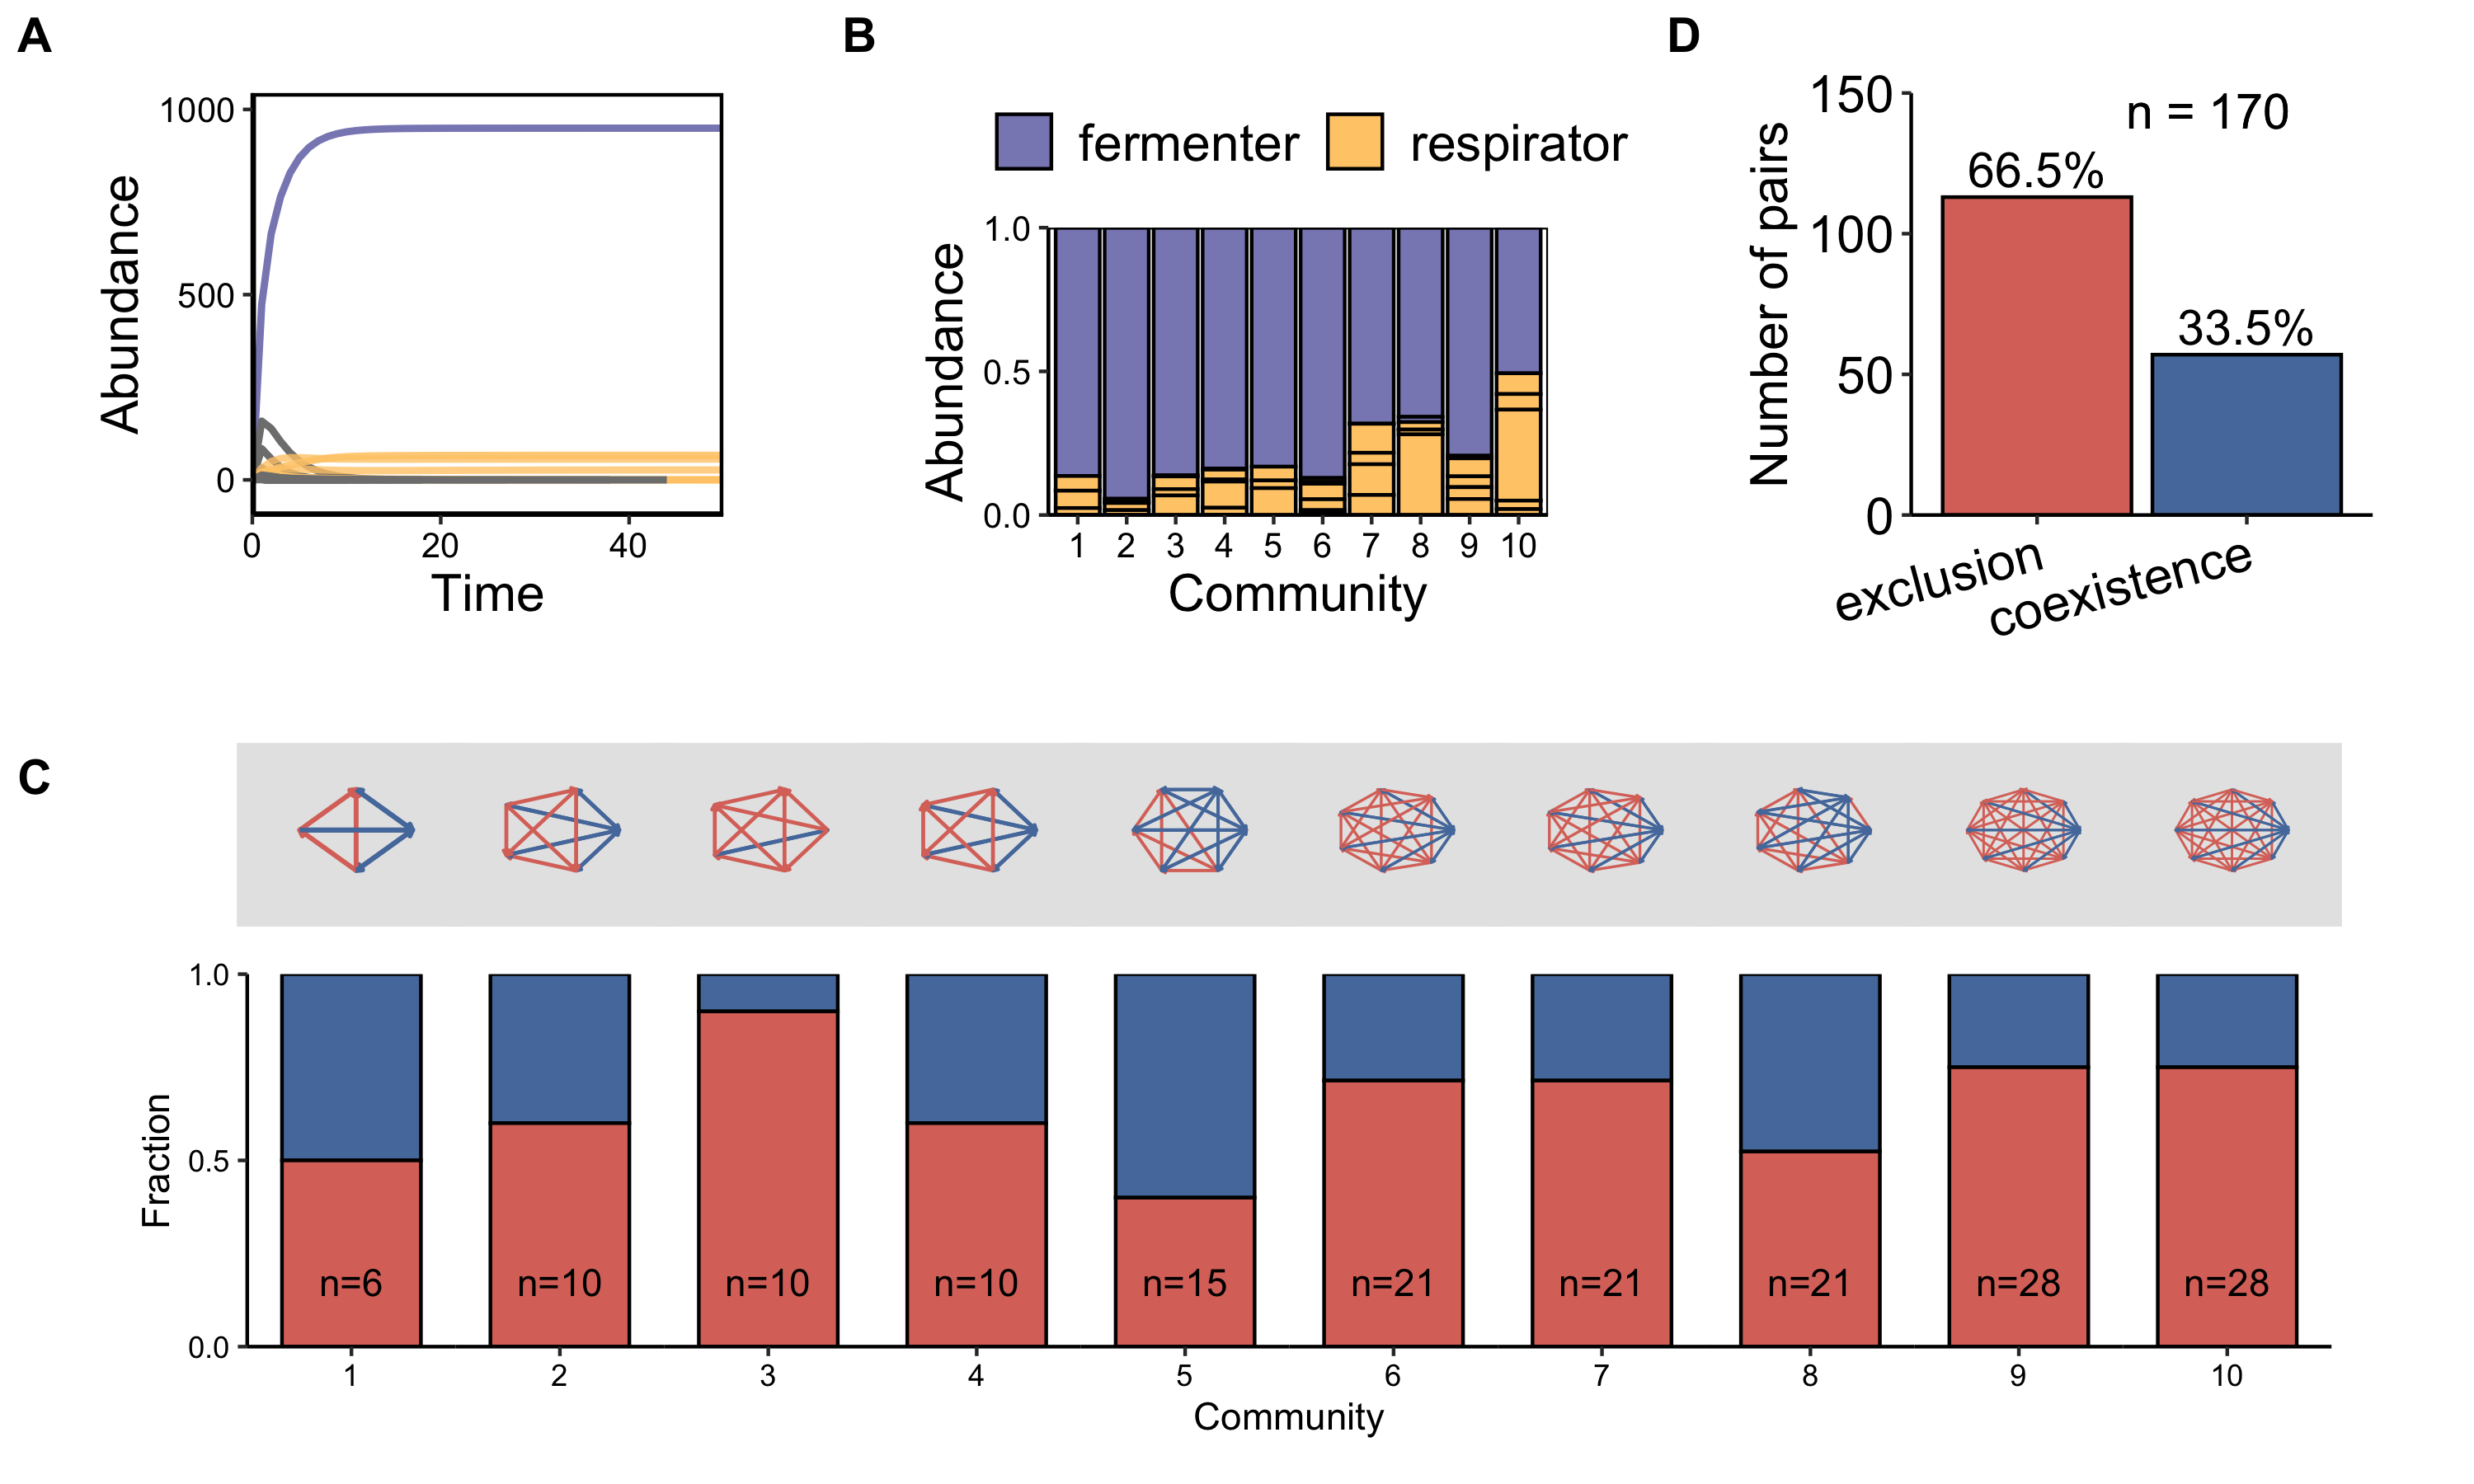 A
1000
500
0
Abundance
0
20
40
Time
B
fermenter
respirator
1.0
0.5
0.0
Abundance
1
2
3
4
5
6
7
8
9
10
Community
D
150
100
50
0
Number of pairs
n = 170
66.5%
33.5%
exclusion
coexistence
C
1.0
0.5
0.0
Fraction
n=6
n=10
n=10
n=10
n=15
n=21
n=21
n=21
n=28
n=28
1
2
3
4
5
6
7
8
9
10
Community